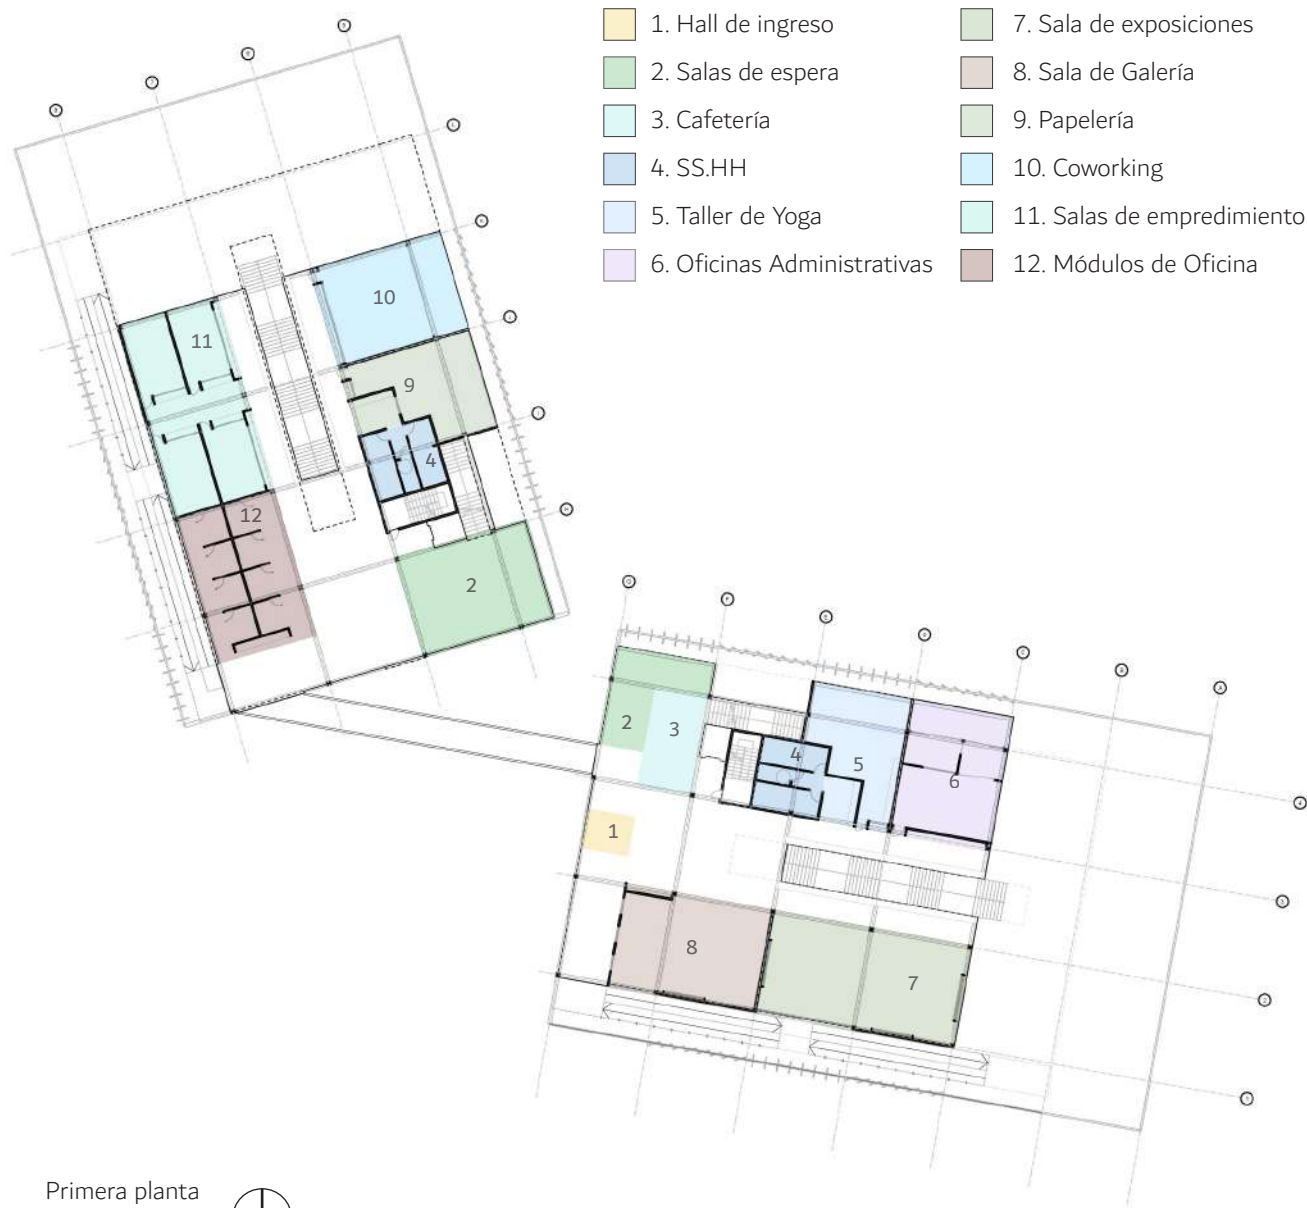 1. Hall de ingreso
2. Salas de espera
3. Cafetería
4. SS.HH
5. Taller de Yoga
6. Oficinas Administrativas
7. Sala de exposiciones
8. Sala de Galería
9. Papelería
10. Coworking
11. Salas de empredimiento
12. Módulos de Oficina
10
11
9
4
12
2
2
3
4
5
6
1
8
7
Primera planta